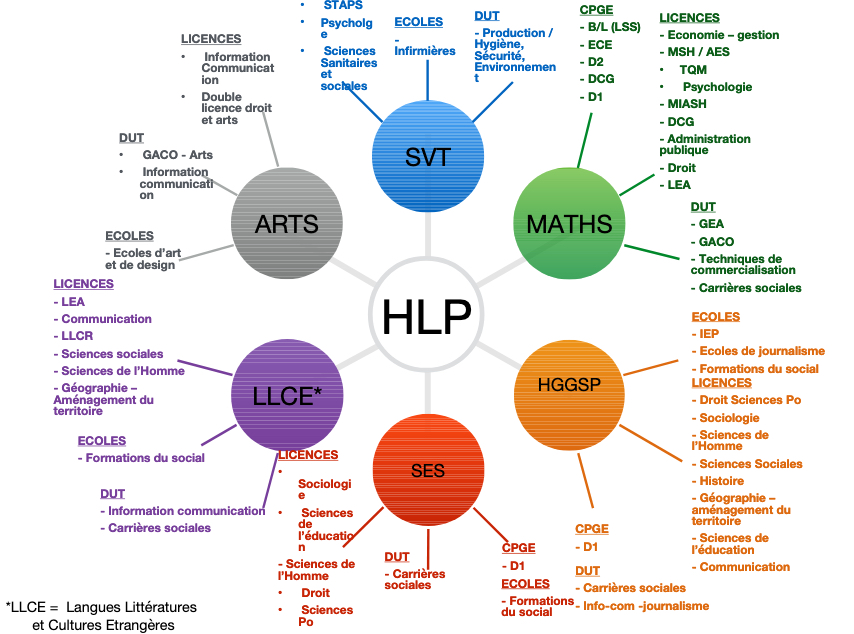 • STAPS
• Psycholg
e
• Sciences
Sanitaires
et
sociales
ECOLES
-
Infirmières
DUT
- Production /
Hygiène,
Sécurité,
Environnemen
t
CPGE
- B/L (LSS)
- ECE
- D2
- DCG
- D1
LICENCES
- Economie – gestion
- MSH / AES
• TQM
• Psychologie
- MIASH
- DCG
- Administration
publique
- Droit
- LEA
DUT
- GEA
- GACO
- Techniques de
commercialisation
- Carrières sociales
LICENCES
• Information
Communicat
ion
• Double
licence droit
et arts
DUT
• GACO - Arts
• Information
communicati
on
ECOLES
- Ecoles d’art
et de design
SVT
ARTS
MATHS
HLP
LLCE*
HGGSP
SES
LICENCES
- LEA
- Communication
- LLCR
- Sciences sociales
- Sciences de l’Homme
- Géographie –
Aménagement du
territoire
ECOLES
- Formations du social
DUT
- Information communication
- Carrières sociales
LICENCES
•
Sociologi
e
• Sciences
de
l’éducatio
n
- Sciences de
l’Homme
• Droit
• Sciences
Po
DUT
- Carrières
sociales
CPGE
- D1
ECOLES
- Formations
du social
ECOLES
- IEP
- Ecoles de journalisme
- Formations du social
LICENCES
- Droit Sciences Po
- Sociologie
- Sciences de
l’Homme
- Sciences Sociales
- Histoire
- Géographie –
aménagement du
territoire
- Sciences de
l’éducation
- Communication
CPGE
- D1
DUT
- Carrières sociales
- Info-com -journalisme
*LLCE = Langues Littératures
et Cultures Etrangères